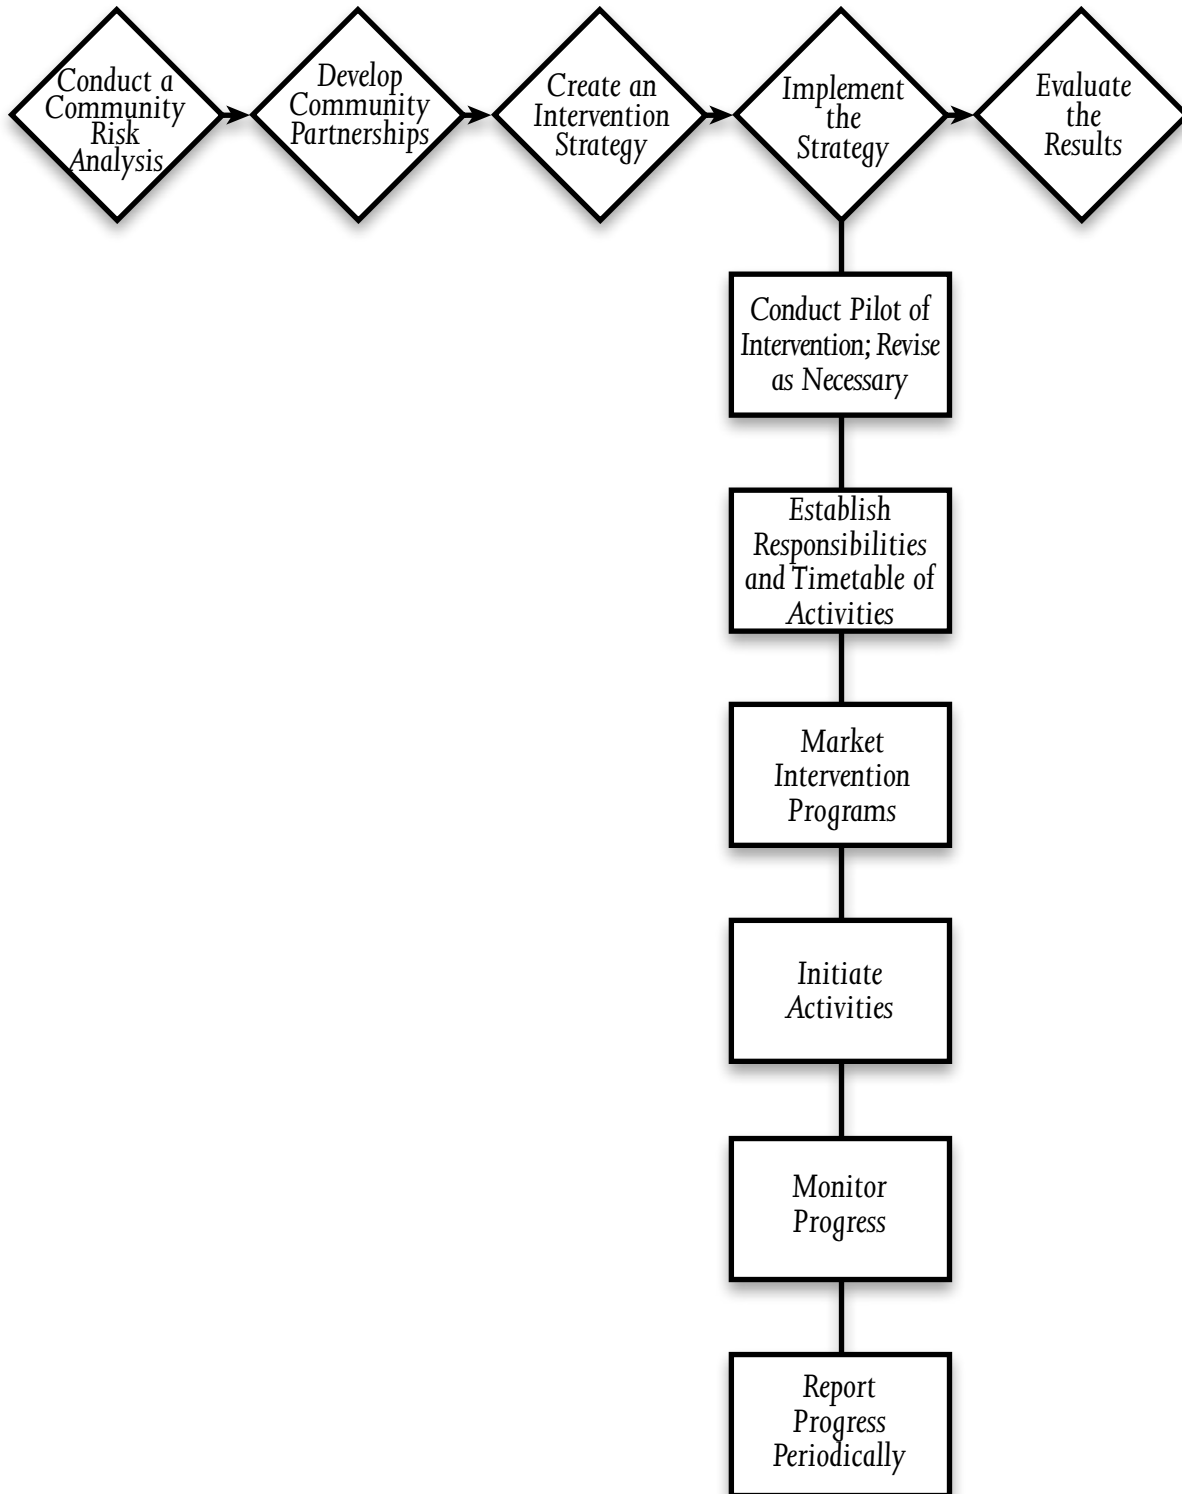 Conduct a
Community
Risk
Analysis
Develop
Community
Partnerships
Create an
Intervention
Strategy
Implement
the
Strategy
Evaluate
the
Results
Conduct Pilot of
Intervention; Revise
as Necessary
Establish
Responsibilities
and Timetable of
Activities
Market
Intervention
Programs
Initiate
Activities
Monitor
Progress
Report
Progress
Periodically